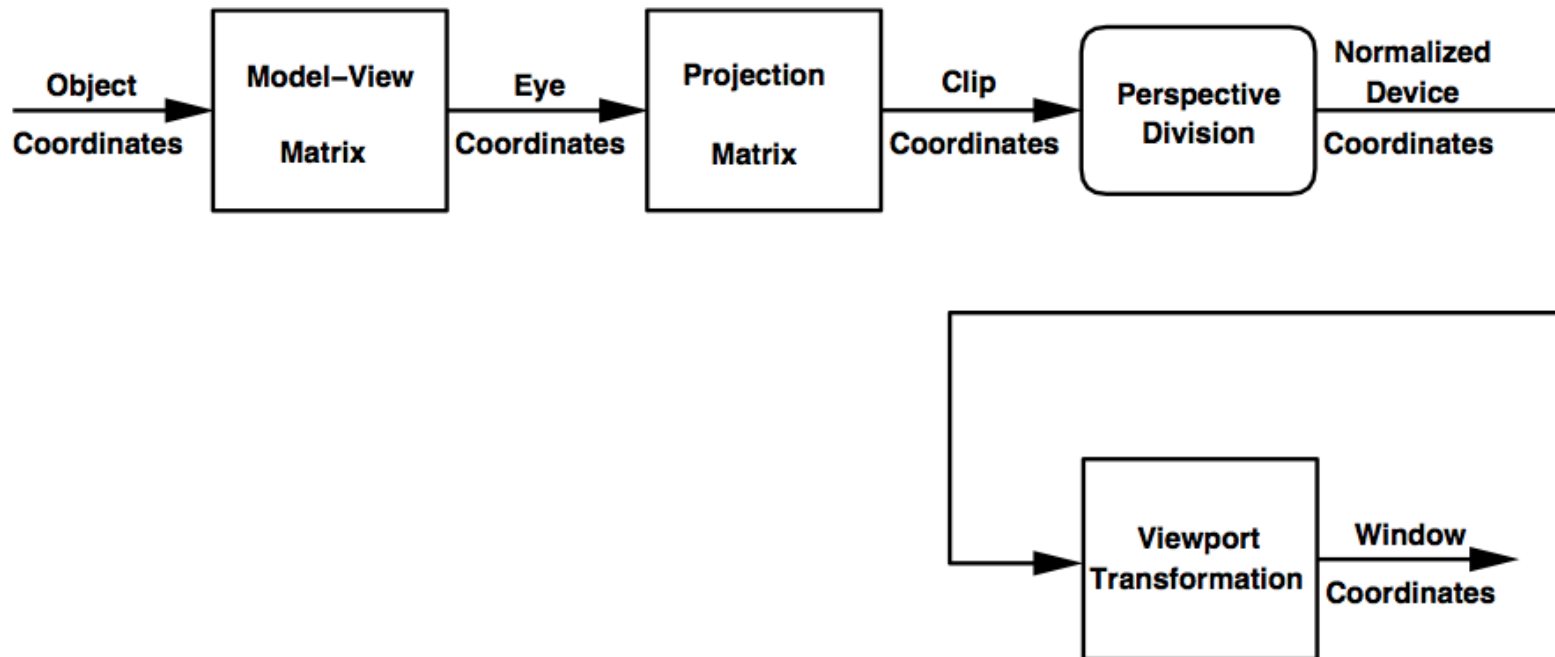 Object
Coordinates
Model–View
Matrix
Eye
Coordinates
Projection
Matrix
Clip
Coordinates
Perspective
Division
Normalized
Device
Coordinates
Viewport
Transformation
Window
Coordinates